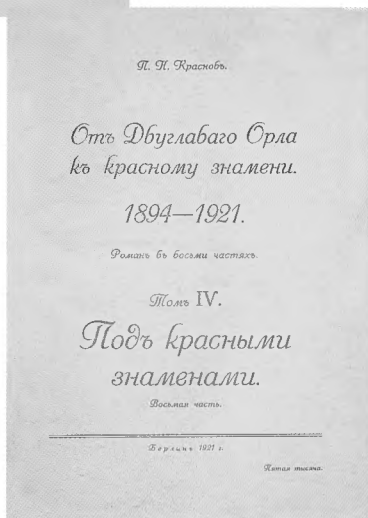 П. Н. Красновъ.
Отъ Двуглаваго Орла
къ красному знамени.
1894—1921.
Романъ въ восьми частяхъ.
Томъ IV.
Подъ красными
знаменами.
Восьмая часть.
Берлинъ 1921 г.
Пятая тысяча.